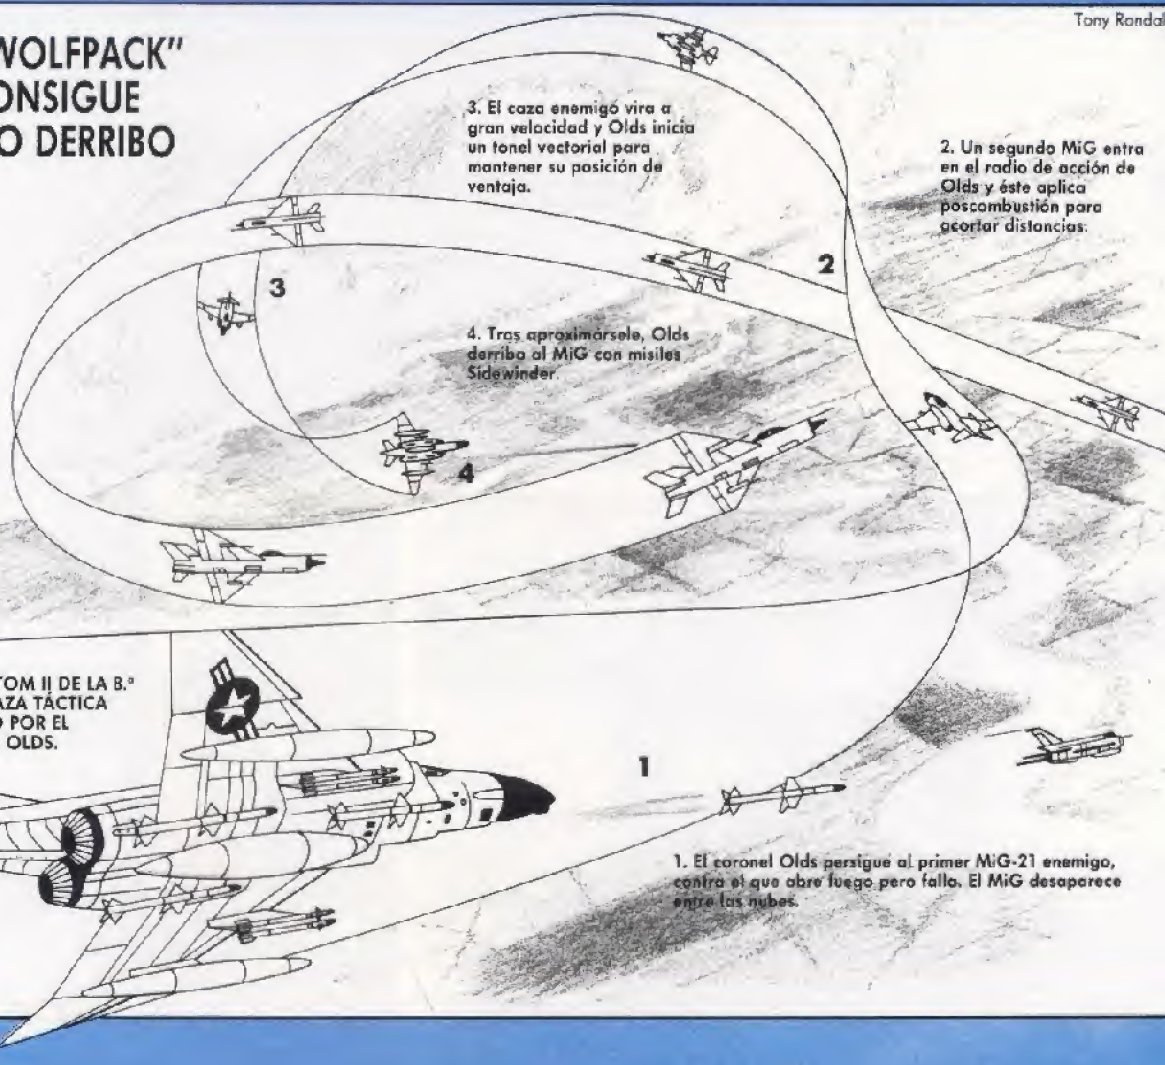 Tony Randal
WOLFPACK"
ONSIGUE
O DERRIBO
3. El caza enemigo vira a
gran velocidad y Olds inicia
un tonel vectorial para
mantener su posición de
ventaja.
2. Un segundo MiG entra
en el radio de acción de
Olds y éste aplica
poscombustión para
acortar distancias.
2
3
4. Tras aproximársele, Olds
derriba al MiG con misiles
Sidewinder.
4
TOM II DE LA 8.ª
AZA TÁCTICA
O POR EL
OLDS.
1
1. El coronel Olds persigue al primer MiG-21 enemigo,
contra el que abre fuego pero falla. El MiG desaparece
entre las nubes.